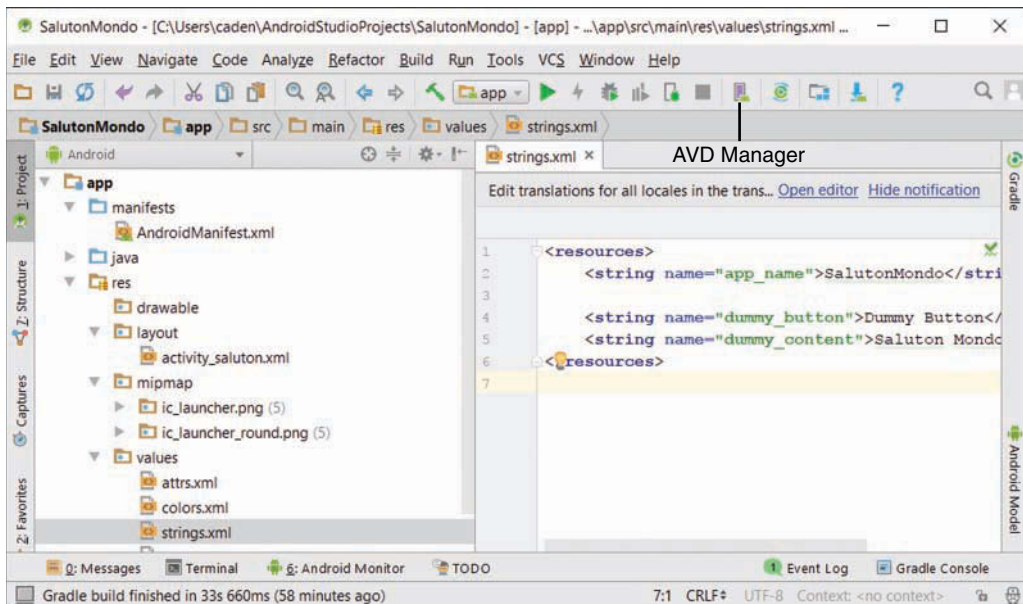 SalutonMondo - [C:\Users\caden\AndroidStudioProjects\SalutonMondo] - [app] - ...\app\src\main\res\values\strings.xml ...
File Edit View Navigate Code Analyze Refactor Build Run Tools VCS Window Help
app
SalutonMondo app src main res values strings.xml
Android
strings.xml
AVD Manager
1: Project
Z: Structure
Captures
2: Favorites
app
manifests
AndroidManifest.xml
java
res
drawable
layout
activity_saluton.xml
mipmap
ic_launcher.png (5)
ic_launcher_round.png (5)
values
attrs.xml
colors.xml
strings.xml
Edit translations for all locales in the trans... Open editor Hide notification
1 <resources>
2 <string name="app_name">SalutonMondo</stri
3
4 <string name="dummy_button">Dummy Button</
5 <string name="dummy_content">Saluton Mondo
6 </resources>
7
Gradle
Android Model
0: Messages Terminal 6: Android Monitor TODO 1 Event Log Gradle Console
Gradle build finished in 33s 660ms (58 minutes ago) 7:1 CRLF UTF-8 Context: <no context>